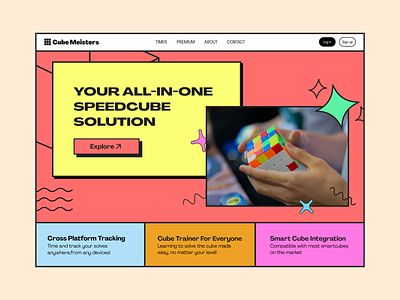 Cube Meisters
TIMER PREMIUM ABOUT CONTACT
Log in Sign up
YOUR ALL-IN-ONE
SPEEDCUBE
SOLUTION
Explore
Cross Platform Tracking
Time and track your solves
anywhere,from any devices!
Cube Trainer For Everyone
Learning to solve the cube made
easy, no matter your level!
Smart Cube Integration
Compatible with most smartcubes
on the market